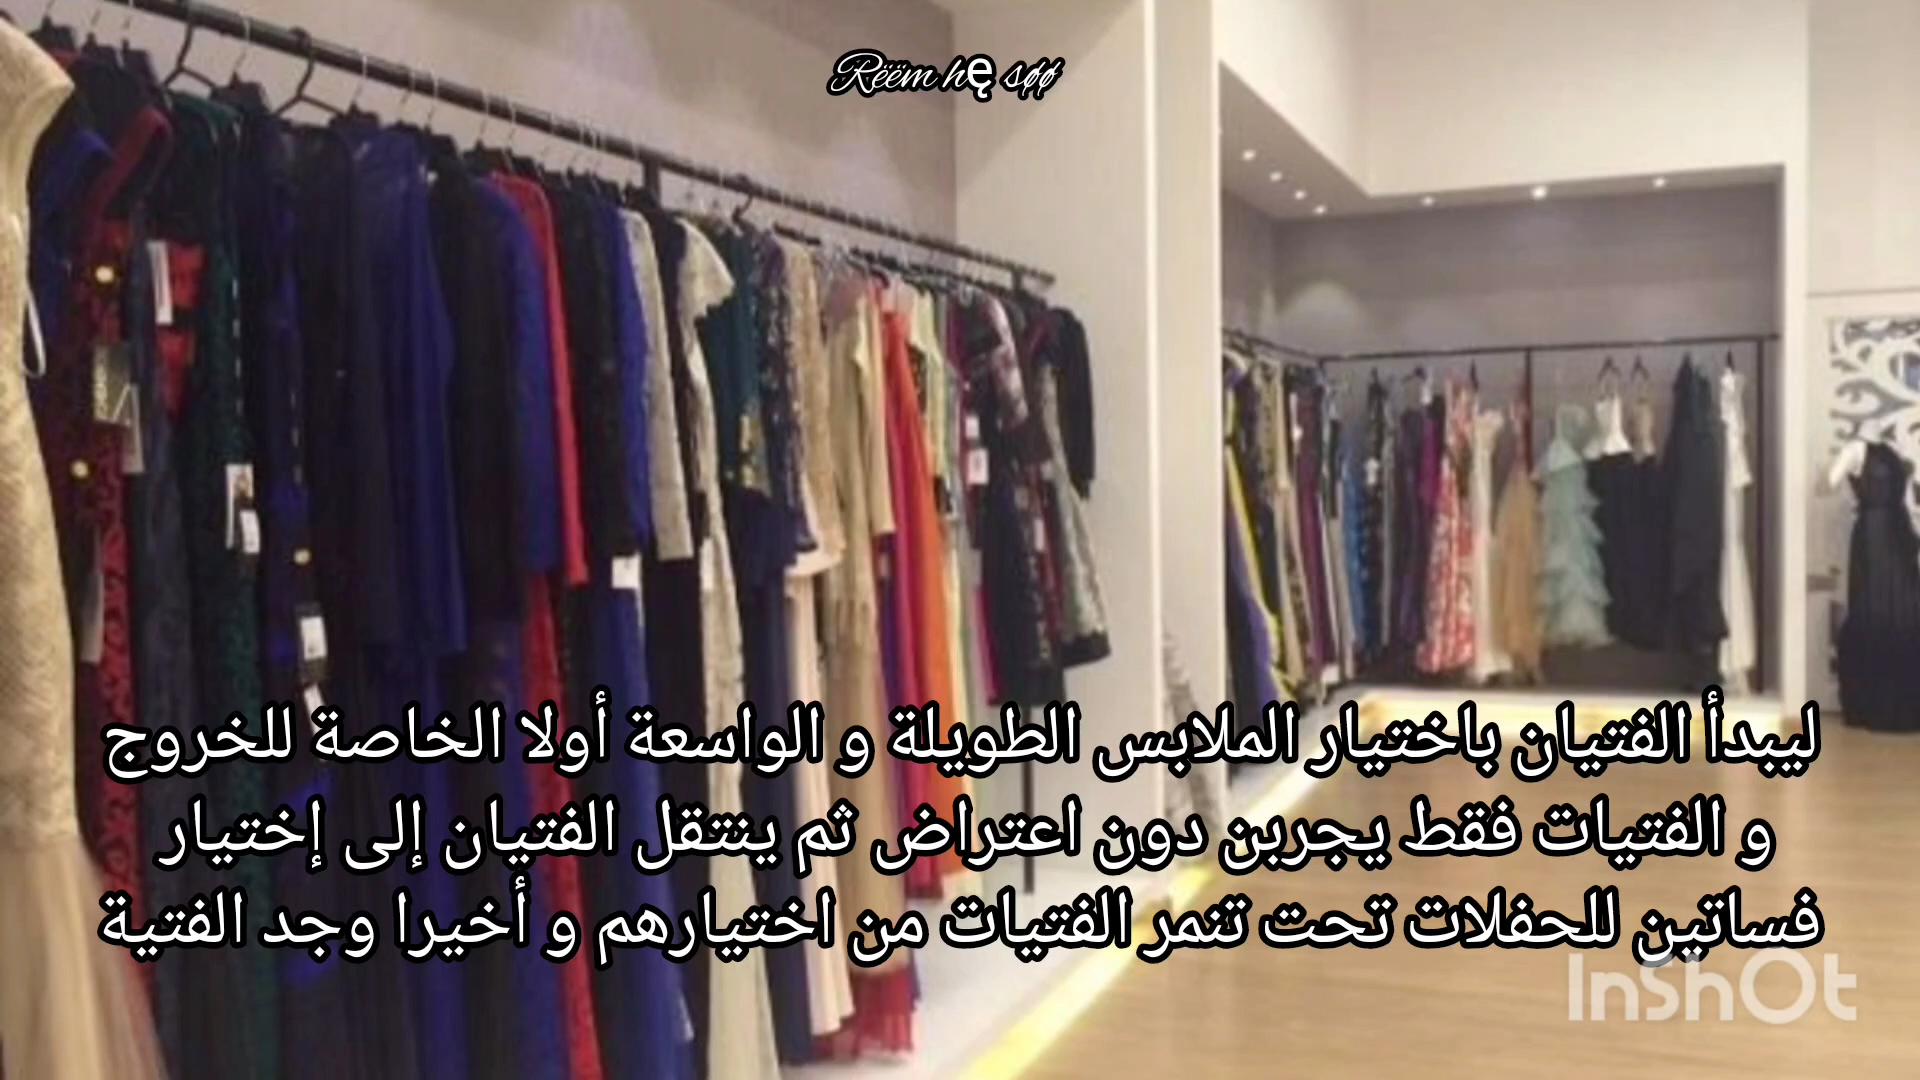 Rëëm hę søø
ليبدأ الفتيان باختيار الملابس الطويلة و الواسعة أولا الخاصة للخروج
و الفتيات فقط يجربن دون اعتراض ثم ينتقل الفتيان إلى إختيار
فساتين للحفلات تحت تنمر الفتيات من اختيارهم و أخيرا وجد الفتية
InShOt